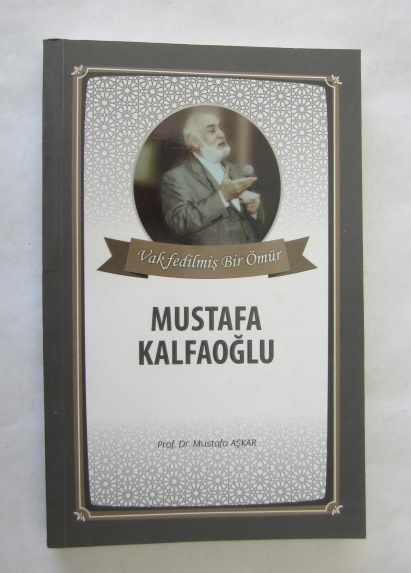 Vakfedilmiş Bir Ömür
MUSTAFA
KALFAOĞLU
Prof. Dr. Mustafa AŞKAR